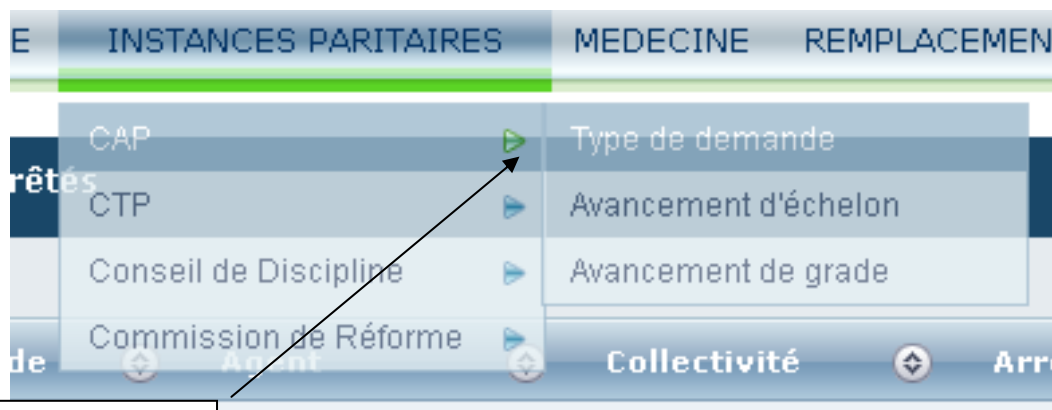 E INSTANCES PARITAIRES MEDECINE REMPLACEMEN
CAP Type de demande
rêtés
CTP Avancement d'échelon
Conseil de Discipline Avancement de grade
Commission de Réforme
de Agent Collectivité Arr